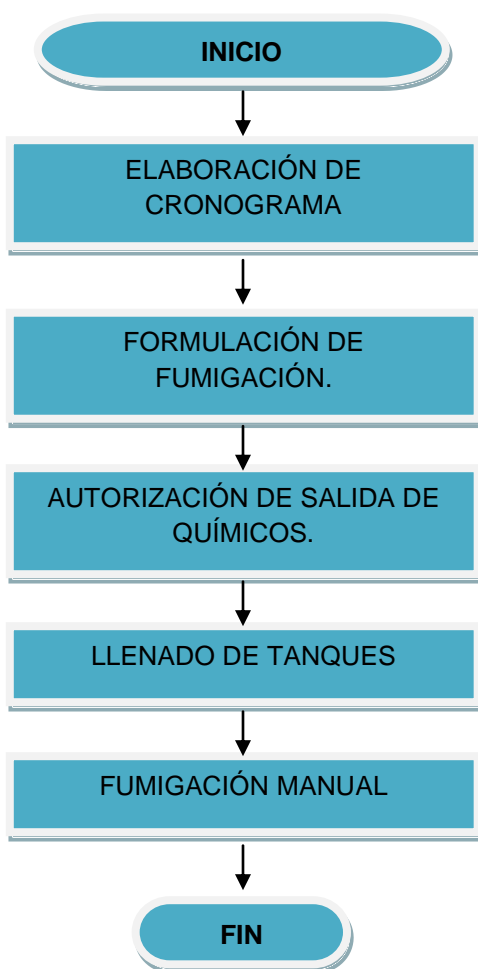 INICIO
ELABORACIÓN DE
CRONOGRAMA
FORMULACIÓN DE
FUMIGACIÓN.
AUTORIZACIÓN DE SALIDA DE
QUÍMICOS.
LLENADO DE TANQUES
FUMIGACIÓN MANUAL
FIN